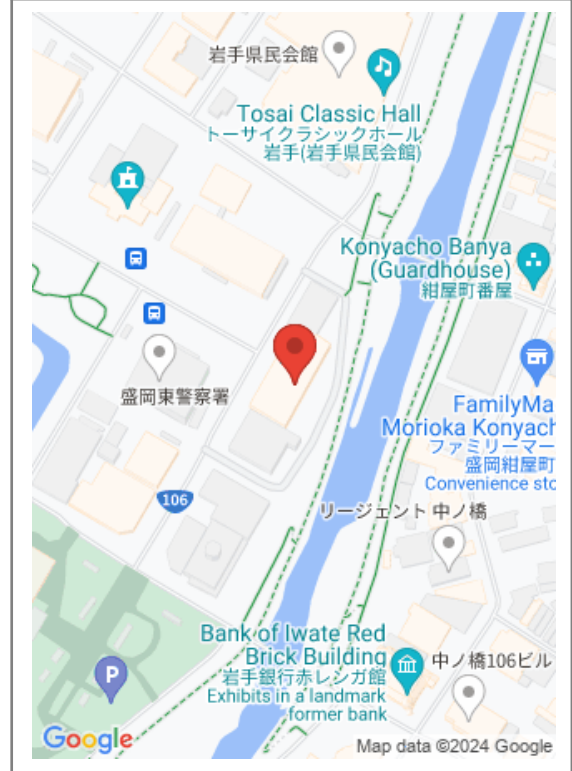 岩手県民会館
Tosai Classic Hall
トーサイクラシックホール
岩手(岩手県民会館)
Konyacho Banya
(Guardhouse)
紺屋町番屋
盛岡東警察署
FamilyMa
Morioka Konyach
ファミリーマー
盛岡紺屋町
Convenience sto
106
リージェント 中ノ橋
Bank of Iwate Red
Brick Building
岩手銀行赤レンガ館
Exhibits in a landmark
former bank
中ノ橋106ビル
P
Google
Map data ©2024 Google